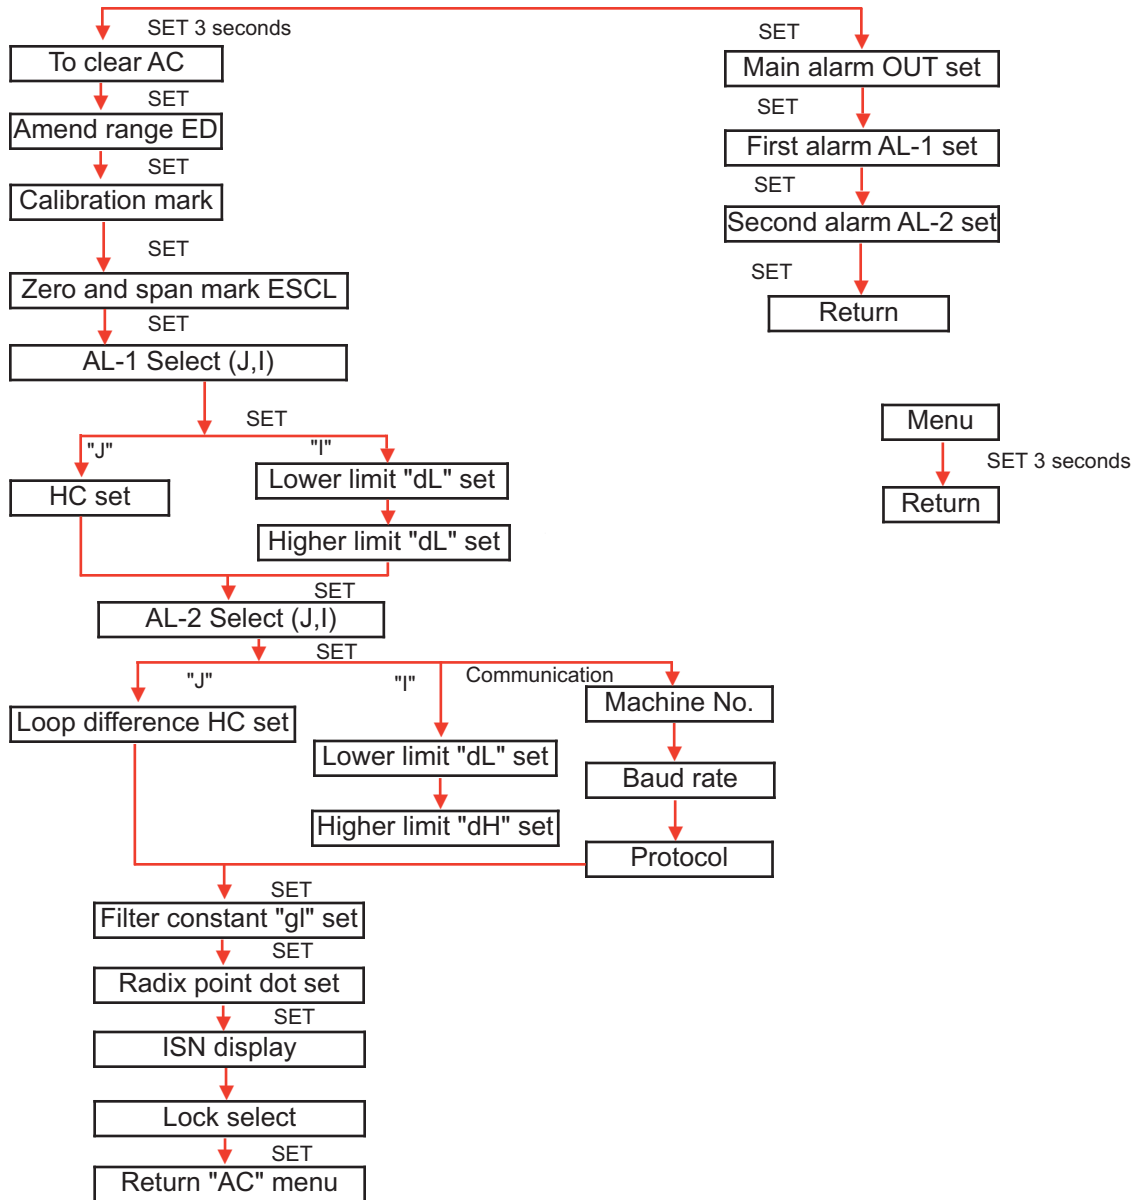 SET 3 seconds
To clear AC
SET
Amend range ED
SET
Calibration mark
SET
Zero and span mark ESCL
SET
AL-1 Select (J,I)
SET
"J"
"I"
HC set
Lower limit "dL" set
Higher limit "dL" set
SET
AL-2 Select (J,I)
SET
"J"
"I"
Communication
Loop difference HC set
Lower limit "dL" set
Higher limit "dH" set
Machine No.
Baud rate
Protocol
SET
Filter constant "gl" set
SET
Radix point dot set
SET
ISN display
Lock select
SET
Return "AC" menu
SET
Main alarm OUT set
SET
First alarm AL-1 set
SET
Second alarm AL-2 set
SET
Return
Menu
SET 3 seconds
Return